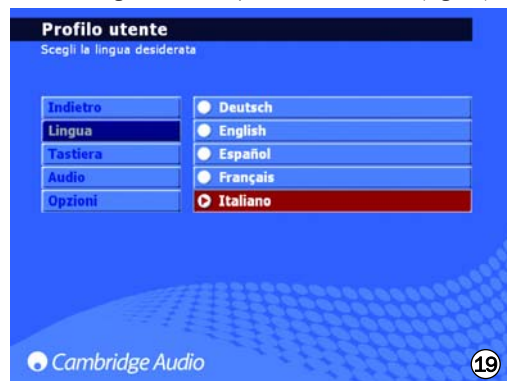 Profilo utente
Scegli la lingua desiderata
Indietro
Lingua
Tastiera
Audio
Opzioni
Deutsch
English
Español
Français
Italiano
Cambridge Audio
19